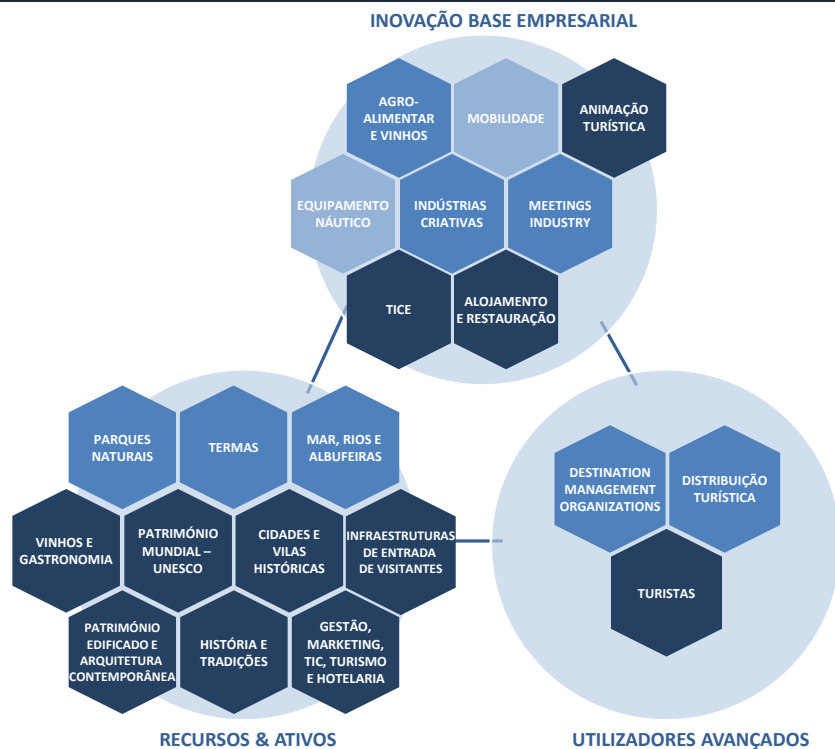 INOVAÇÃO BASE EMPRESARIAL
AGRO-
ALIMENTAR
E VINHOS
MOBILIDADE
ANIMAÇÃO
TURÍSTICA
EQUIPAMENTO
NÁUTICO
INDÚSTRIAS
CRIATIVAS
MEETINGS
INDUSTRY
TICE
ALOJAMENTO
E RESTAURAÇÃO
PARQUES
NATURAIS
TERMAS
MAR, RIOS E
ALBUFEIRAS
VINHOS E
GASTRONOMIA
PATRIMÓNIO
MUNDIAL –
UNESCO
CIDADES E
VILAS
HISTÓRICAS
INFRAESTRUTURAS
DE ENTRADA
DE VISITANTES
PATRIMÓNIO
EDIFICADO E
ARQUITETURA
CONTEMPORÂNEA
HISTÓRIA E
TRADIÇÕES
GESTÃO,
MARKETING,
TIC, TURISMO
E HOTELARIA
RECURSOS & ATIVOS
DESTINATION
MANAGEMENT
ORGANIZATIONS
DISTRIBUIÇÃO
TURÍSTICA
TURISTAS
UTILIZADORES AVANÇADOS